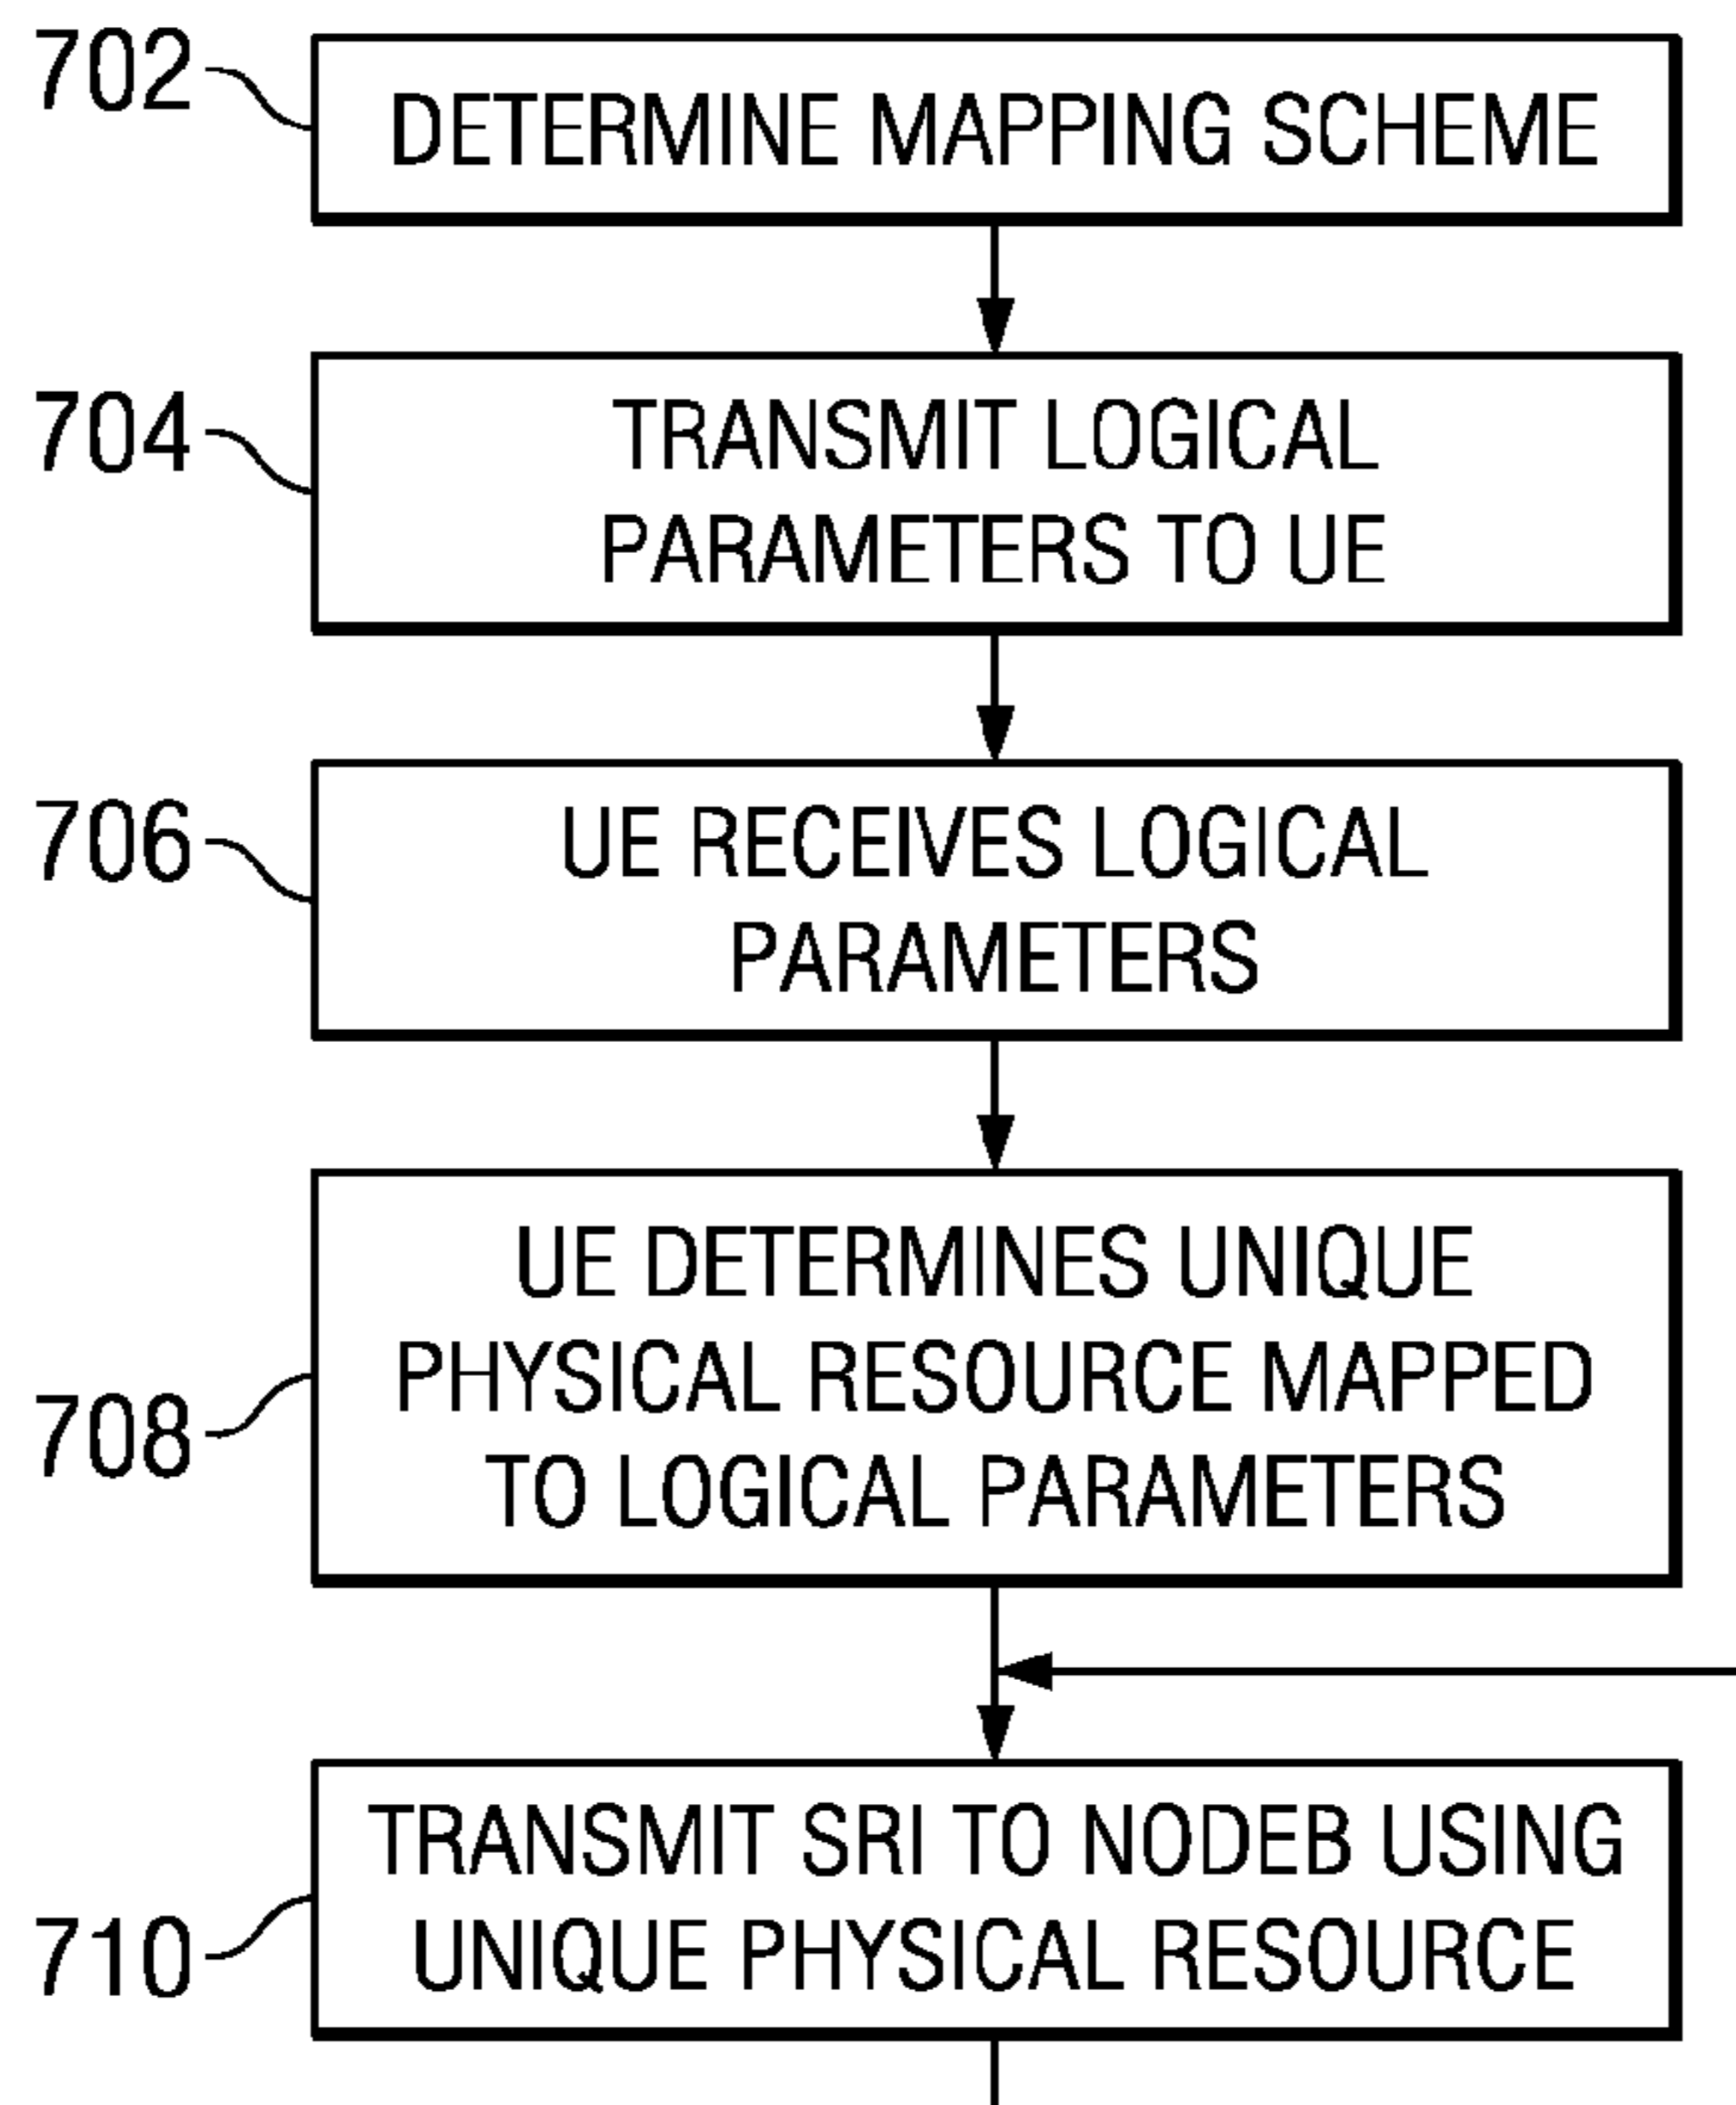 702
DETERMINE MAPPING SCHEME
704
TRANSMIT LOGICAL
PARAMETERS TO UE
706
UE RECEIVES LOGICAL
PARAMETERS
708
UE DETERMINES UNIQUE
PHYSICAL RESOURCE MAPPED
TO LOGICAL PARAMETERS
710
TRANSMIT SRI TO NODEB USING
UNIQUE PHYSICAL RESOURCE